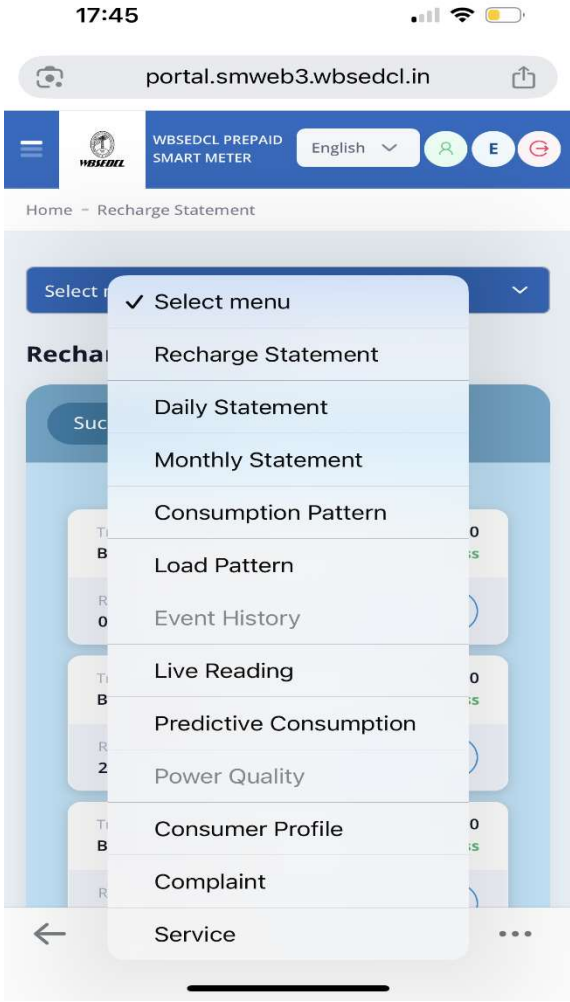 17:45
portal.smweb3.wbsedcl.in
WBSEDCL
WBSEDCL PREPAID
SMART METER
English
E
Home - Recharge Statement
Select
Select menu
Recharge Statement
Daily Statement
Monthly Statement
Consumption Pattern
Load Pattern
Event History
Live Reading
Predictive Consumption
Power Quality
Consumer Profile
Complaint
Service